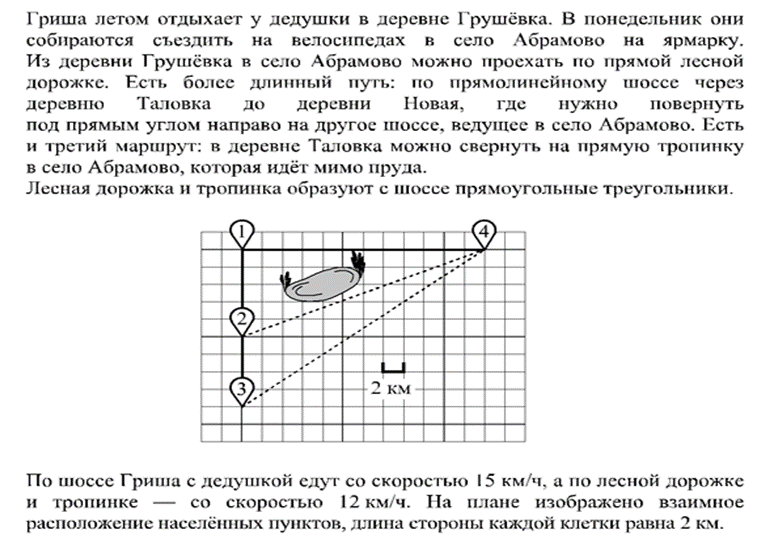 Гриша летом отдыхает у дедушки в деревне Грушёвка. В понедельник они
собираются съездить на велосипедах в село Абрамово на ярмарку.
Из деревни Грушёвка в село Абрамово можно проехать по прямой лесной
дорожке. Есть более длинный путь: по прямолинейному шоссе через
деревню Таловка до деревни Новая, где нужно повернуть
под прямым углом направо на другое шоссе, ведущее в село Абрамово. Есть
и третий маршрут: в деревне Таловка можно свернуть на прямую тропинку
в село Абрамово, которая идёт мимо пруда.
Лесная дорожка и тропинка образуют с шоссе прямоугольные треугольники.
1 4
2
3
2 км
По шоссе Гриша с дедушкой едут со скоростью 15 км/ч, а по лесной дорожке
и тропинке — со скоростью 12 км/ч. На плане изображено взаимное
расположение населённых пунктов, длина стороны каждой клетки равна 2 км.